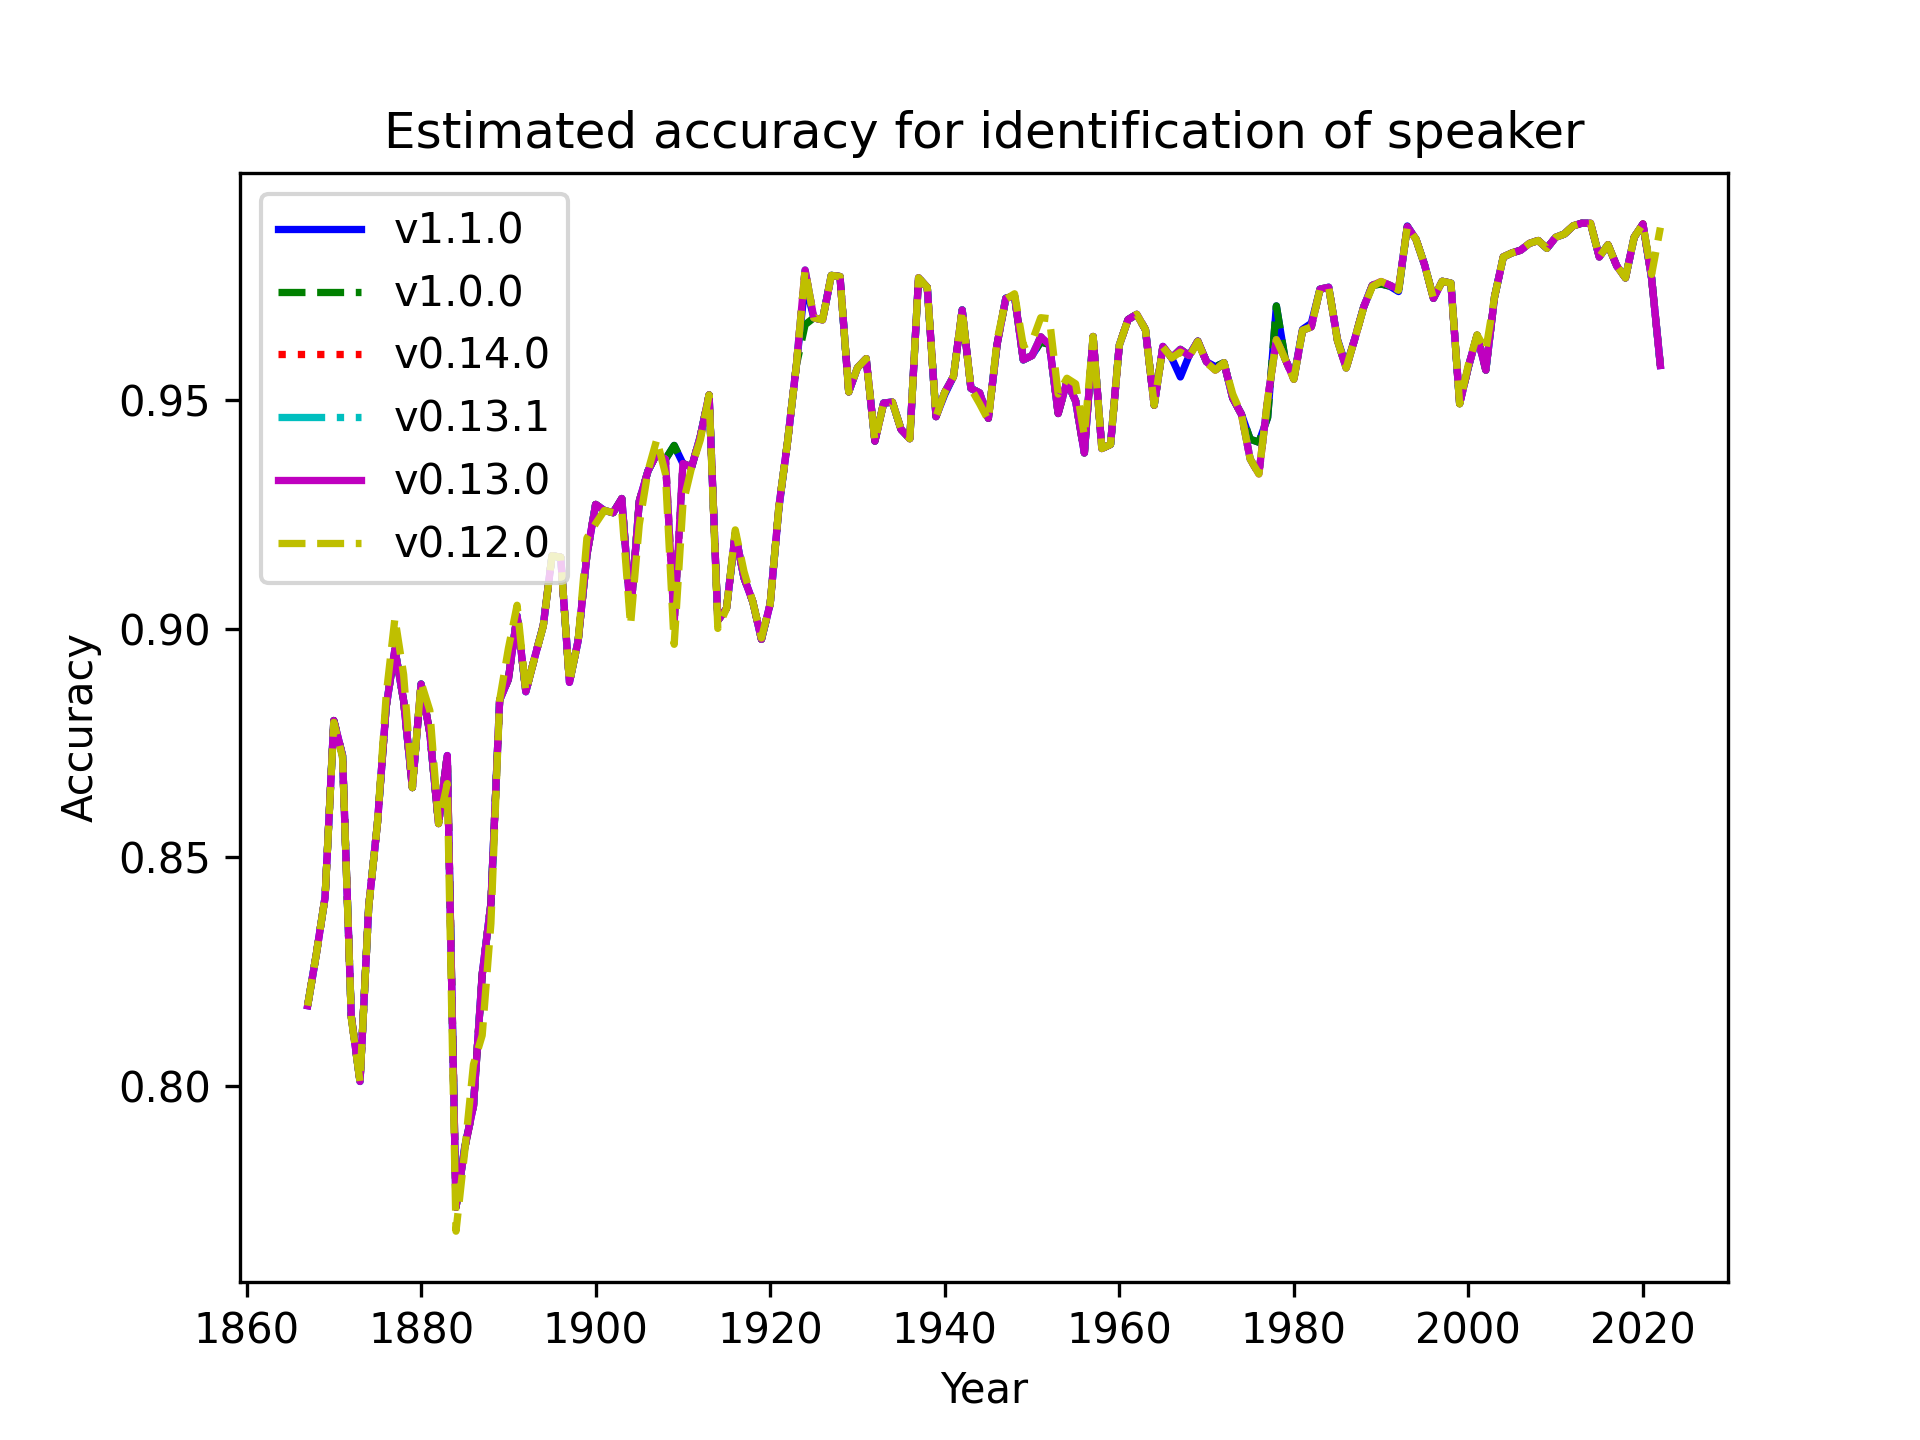 Estimated accuracy for identification of speaker
v1.1.0
v1.0.0
v0.14.0
v0.13.1
v0.13.0
v0.12.0
0.95
0.90
0.85
0.80
Accuracy
1860 1880 1900 1920 1940 1960 1980 2000 2020
Year